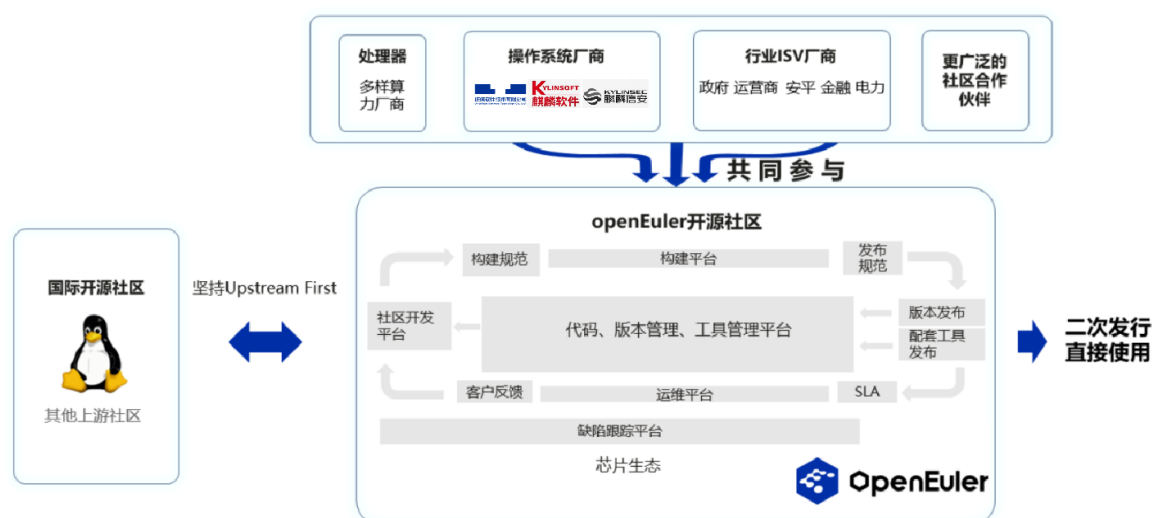 处理器
多样算
力厂商
操作系统厂商
KYLINSOFT
麒麟软件
KYLINSEC
麒麟信安
行业ISV厂商
政府 运营商 安平 金融 电力
更广泛的
社区合作
伙伴
共同参与
国际开源社区
其他上游社区
坚持Upstream First
openEuler开源社区
构建规范
构建平台
发布
规范
社区开发
平台
代码、版本管理、工具管理平台
版本发布
配套工具
发布
客户反馈
运维平台
SLA
缺陷跟踪平台
芯片生态
OpenEuler
二次发行
直接使用